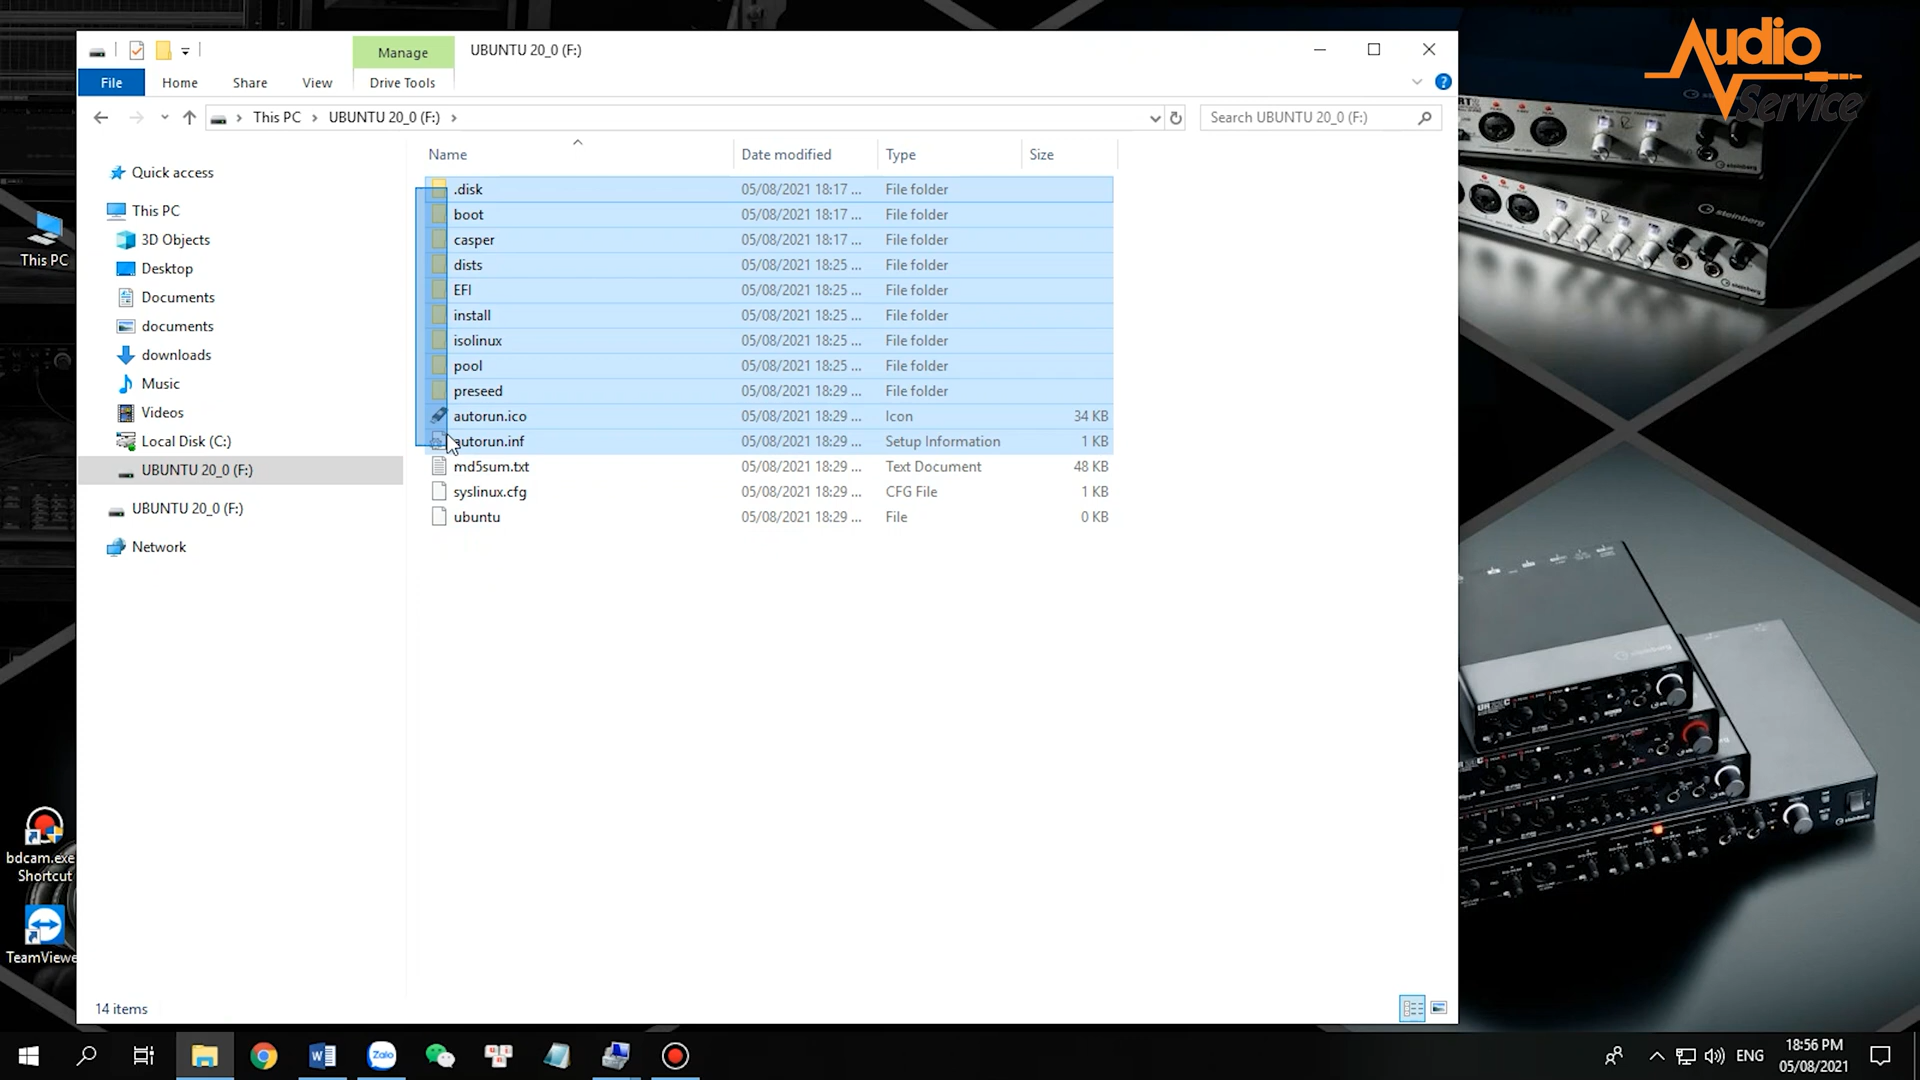 Audio
Service
Manage
UBUNTU 20_0 (F:)
File
Home
Share
View
Drive Tools
This PC
UBUNTU 20_0 (F:)
Search UBUNTU 20_0 (F:)
Name
Date modified
Type
Size
Quick access
This PC
3D Objects
Desktop
Documents
documents
downloads
Music
Videos
Local Disk (C:)
UBUNTU 20_0 (F:)
UBUNTU 20_0 (F:)
Network
.disk 05/08/2021 18:17 ... File folder
boot 05/08/2021 18:17 ... File folder
casper 05/08/2021 18:17 ... File folder
dists 05/08/2021 18:25 ... File folder
EFI 05/08/2021 18:25 ... File folder
install 05/08/2021 18:25 ... File folder
isolinux 05/08/2021 18:25 ... File folder
pool 05/08/2021 18:25 ... File folder
preseed 05/08/2021 18:29 ... File folder
autorun.ico 05/08/2021 18:29 ... Icon 34 KB
autorun.inf 05/08/2021 18:29 ... Setup Information 1 KB
md5sum.txt 05/08/2021 18:29 ... Text Document 48 KB
syslinux.cfg 05/08/2021 18:29 ... CFG File 1 KB
ubuntu 05/08/2021 18:29 ... File 0 KB
14 items
This PC
bdcam.exe
Shortcut
TeamViewe
steinberg
steinberg
steinberg
steinberg
Zalo
ENG
18:56 PM
05/08/2021